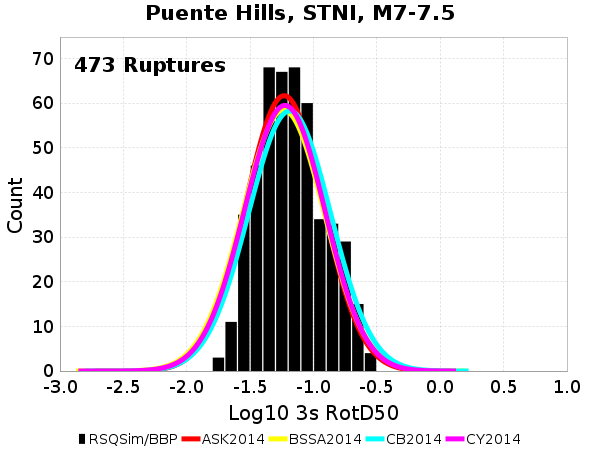 Puente Hills, STNI, M7-7.5
473 Ruptures
Count
70
60
50
40
30
20
10
0
-3.0 -2.5 -2.0 -1.5 -1.0 -0.5 0.0 0.5 1.0
Log10 3s RotD50
RSQSim/BBP ASK2014 BSSA2014 CB2014 CY2014